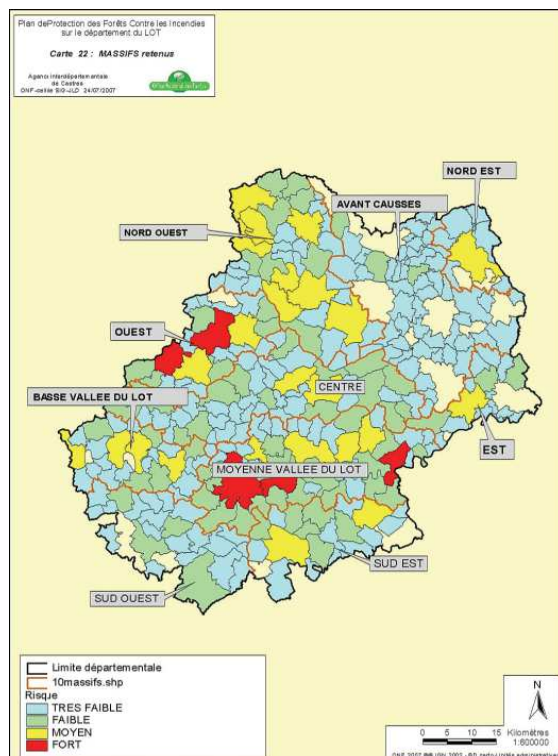 Plan deProtection des Forêts Contre les Incendies
sur le département du LOT
Carte 22 : MASSIFS retenus
Agence Interdépartementale
de Castres
ONF-cellule SIG-JLD 24/07/2007
NORD EST
AVANT CAUSSES
NORD OUEST
OUEST
CENTRE
BASSE VALLEE DU LOT
EST
MOYENNE VALLEE DU LOT
SUD EST
SUD OUEST
Limite départementale
10massifs.shp
Risque
TRES FAIBLE
FAIBLE
MOYEN
FORT
N
0 5 10 15 Kilomètres
1:600000